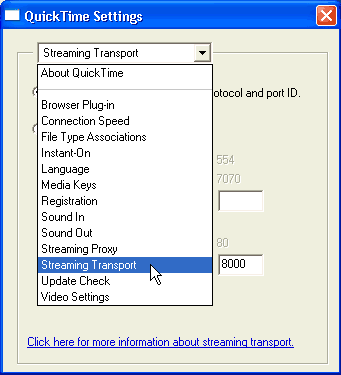 QuickTime Settings
Streaming Transport
About QuickTime
otocol and port ID.
Browser Plug-in
Connection Speed
File Type Associations
Instant-On
554
Language
7070
Media Keys
Registration
Sound In
Sound Out
80
Streaming Proxy
Streaming Transport
8000
Update Check
Video Settings
Click here for more information about streaming transport.